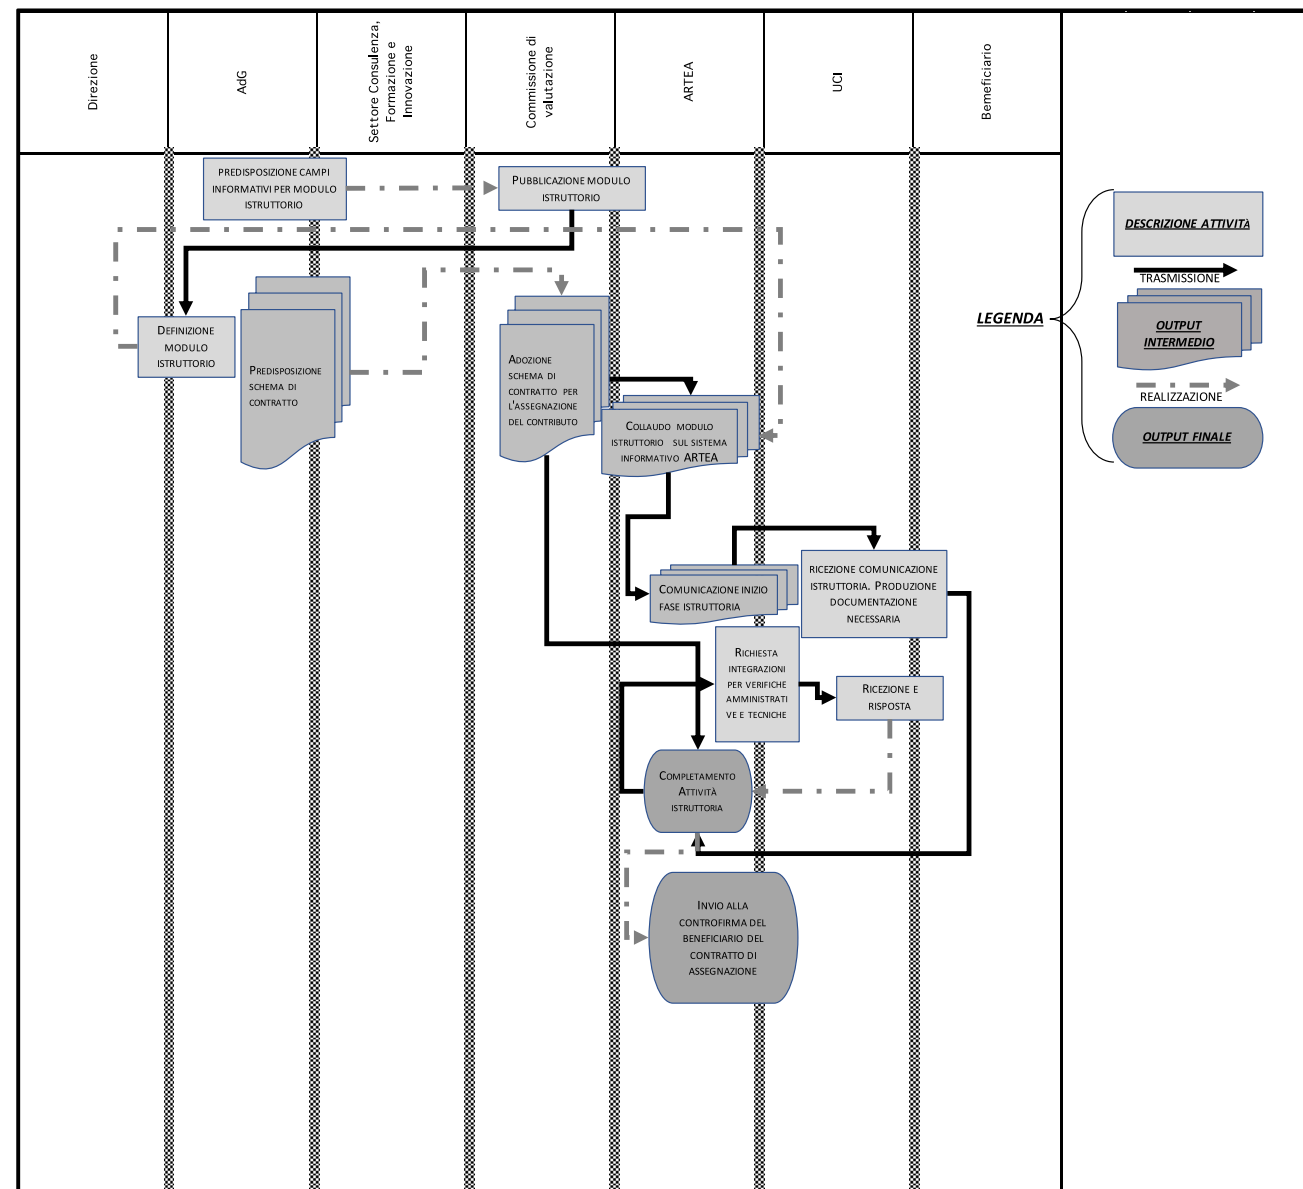 Direzione
AdG
Settore Consulenza,
Formazione e
Innovazione
Commissione di
valutazione
ARTEA
UCI
Bemeficiario
PREDISPOSIZIONE CAMPI
INFORMATIVI PER MODULO
ISTRUTTORIO
PUBBLICAZIONE MODULO
ISTRUTTORIO
DEFINIZIONE
MODULO
ISTRUTTORIO
PREDISPOSIZIONE
SCHEMA DI
CONTRATTO
ADOZIONE
SCHEMA DI
CONTRATTO PER
L'ASSEGNAZIONE
DEL CONTRIBUTO
COLLAUDO MODULO
ISTRUTTORIO SUL SISTEMA
INFORMATIVO ARTEA
COMUNICAZIONE INIZIO
FASE ISTRUTTORIA
RICEZIONE COMUNICAZIONE
ISTRUTTORIA. PRODUZIONE
DOCUMENTAZIONE
NECESSARIA
RICHIESTA
INTEGRAZIONI
PER VERIFICHE
AMMINISTRATI
VE E TECNICHE
RICEZIONE E
RISPOSTA
COMPLETAMENTO
ATTIVITÀ
ISTRUTTORIA
INVIO ALLA
CONTROFIRMA DEL
BENEFICIARIO DEL
CONTRATTO DI
ASSEGNAZIONE
LEGENDA
DESCRIZIONE ATTIVITÀ
TRASMISSIONE
OUTPUT
INTERMEDIO
REALIZZAZIONE
OUTPUT FINALE